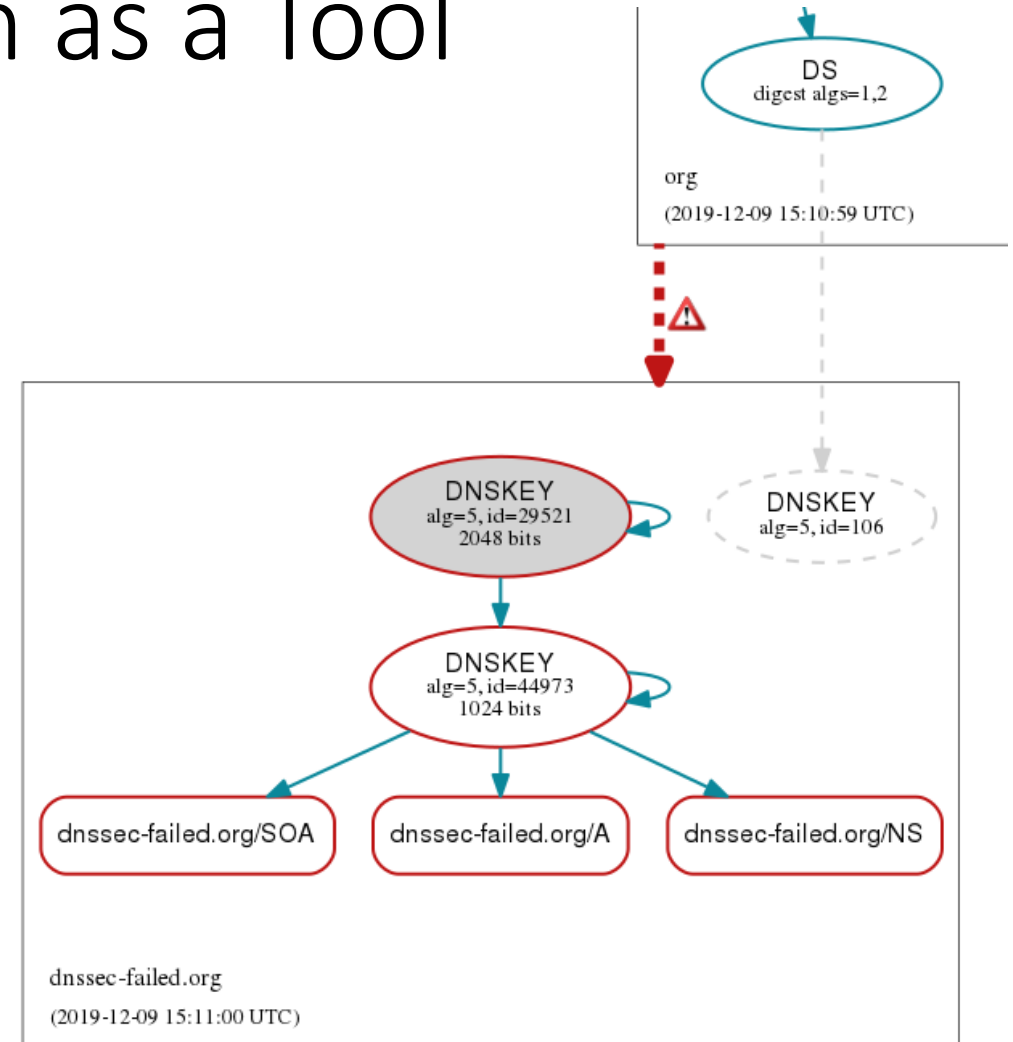 n as a Tool
DS
digest algs=1,2
org
(2019-12-09 15:10:59 UTC)
DNSKEY
alg=5, id=29521
2048 bits
DNSKEY
alg=5, id=106
DNSKEY
alg=5, id=44973
1024 bits
dnssec-failed.org/SOA
dnssec-failed.org/A
dnssec-failed.org/NS
dnssec-failed.org
(2019-12-09 15:11:00 UTC)